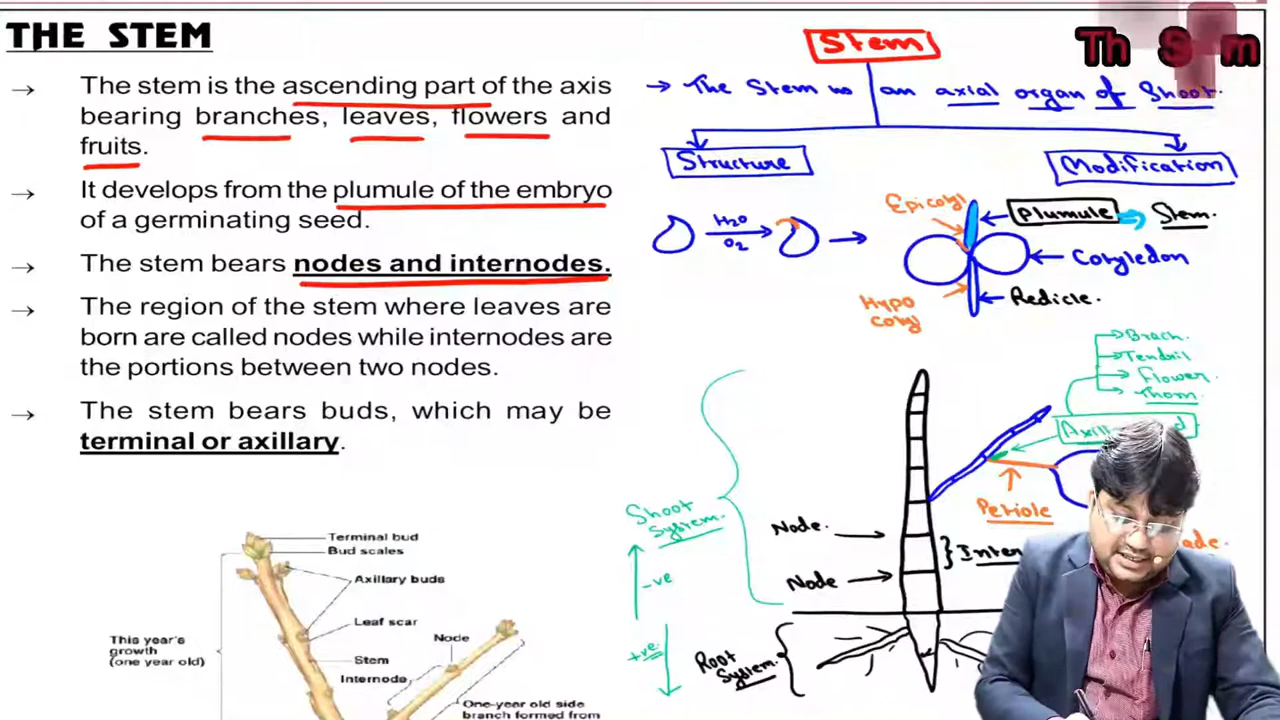 THE STEM
→ The stem is the ascending part of the axis
bearing branches, leaves, flowers and
fruits.
→ It develops from the plumule of the embryo
of a germinating seed.
→ The stem bears nodes and internodes.
→ The region of the stem where leaves are
born are called nodes while internodes are
the portions between two nodes.
→ The stem bears buds, which may be
terminal or axillary.
Terminal bud
Bud scales
Axillary buds
This year's
growth
(one year old)
Leaf scar
Node
Stem
Internode
One-year old side
branch formed from
Th S m
Stem
→ The Stem is an axial organ of Shoot.
Structure
Modification
H2O
O2
Epicotyl
Plumule
Stem.
Cotyledon
Hypo
cotyl
Redicle.
Brach.
Tendril
Flower.
Thorn
Petiole
Shoot
System.
Node.
Node
-ve
+ve
Root
System.